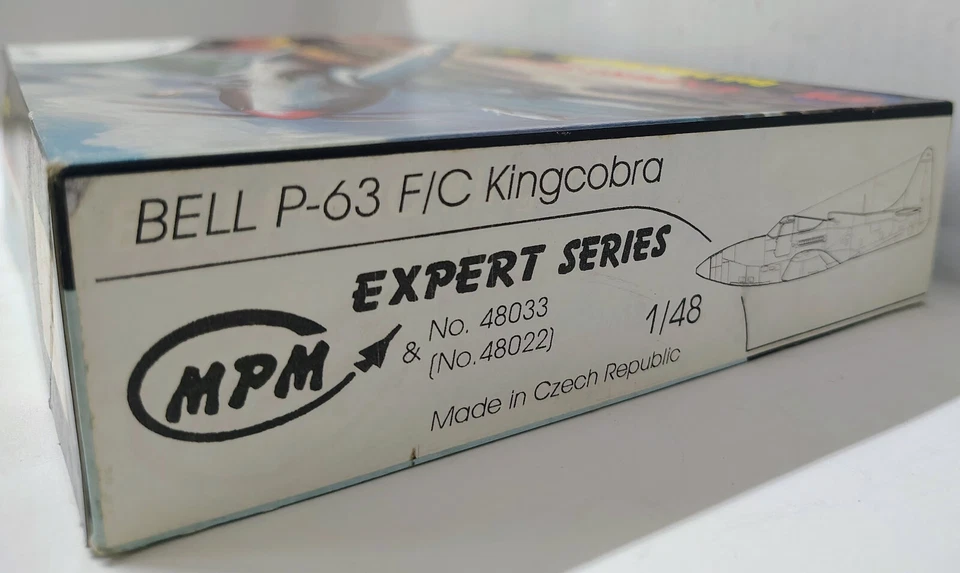 BELL P-63 F/C Kingcobra
EXPERT SERIES
MPM & No. 48033
(No.48022)
1/48
Made in Czech Republic